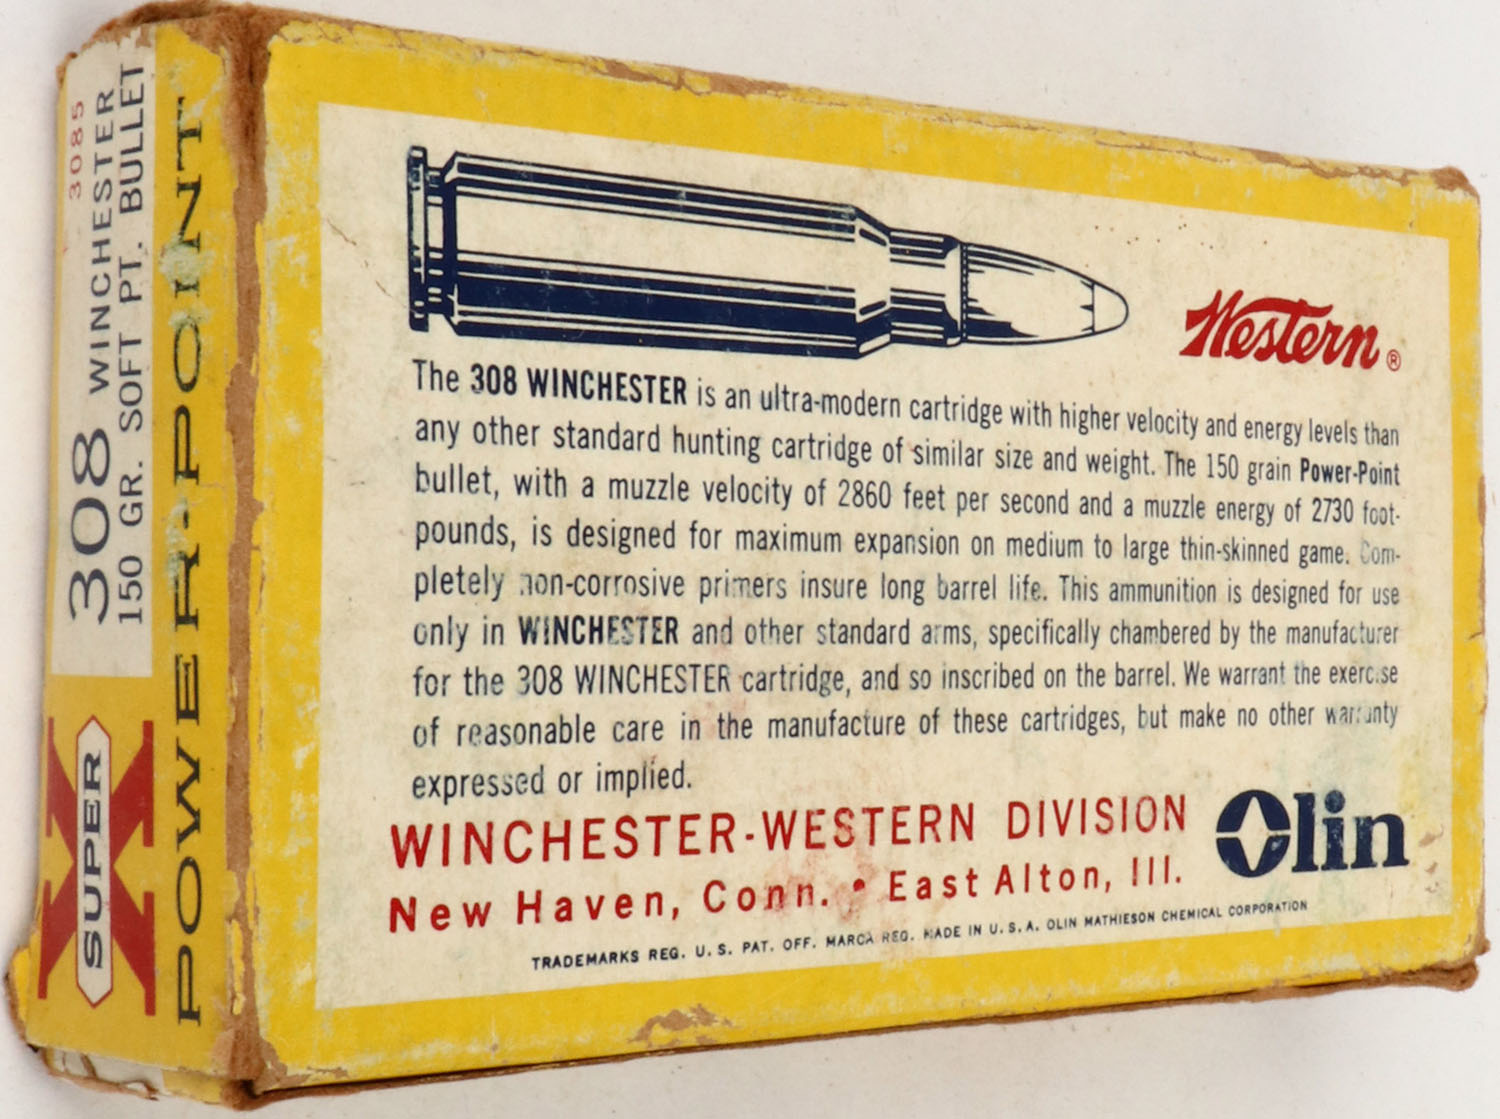 3085
308 WINCHESTER
150 GR. SOFT PT. BULLET
SUPER X
POWER-POINT
Western ®
The 308 WINCHESTER is an ultra-modern cartridge with higher velocity and energy levels than
any other standard hunting cartridge of similar size and weight. The 150 grain Power-Point
bullet, with a muzzle velocity of 2860 feet per second and a muzzle energy of 2730 foot-
pounds, is designed for maximum expansion on medium to large thin-skinned game. Com-
pletely non-corrosive primers insure long barrel life. This ammunition is designed for use
only in WINCHESTER and other standard arms, specifically chambered by the manufacturer
for the 308 WINCHESTER cartridge, and so inscribed on the barrel. We warrant the exercise
of reasonable care in the manufacture of these cartridges, but make no other warranty
expressed or implied.
WINCHESTER-WESTERN DIVISION
New Haven, Conn. • East Alton, Ill.
Olin
TRADEMARKS REG. U. S. PAT. OFF. MARCA REG. MADE IN U. S. A. OLIN MATHIESON CHEMICAL CORPORATION